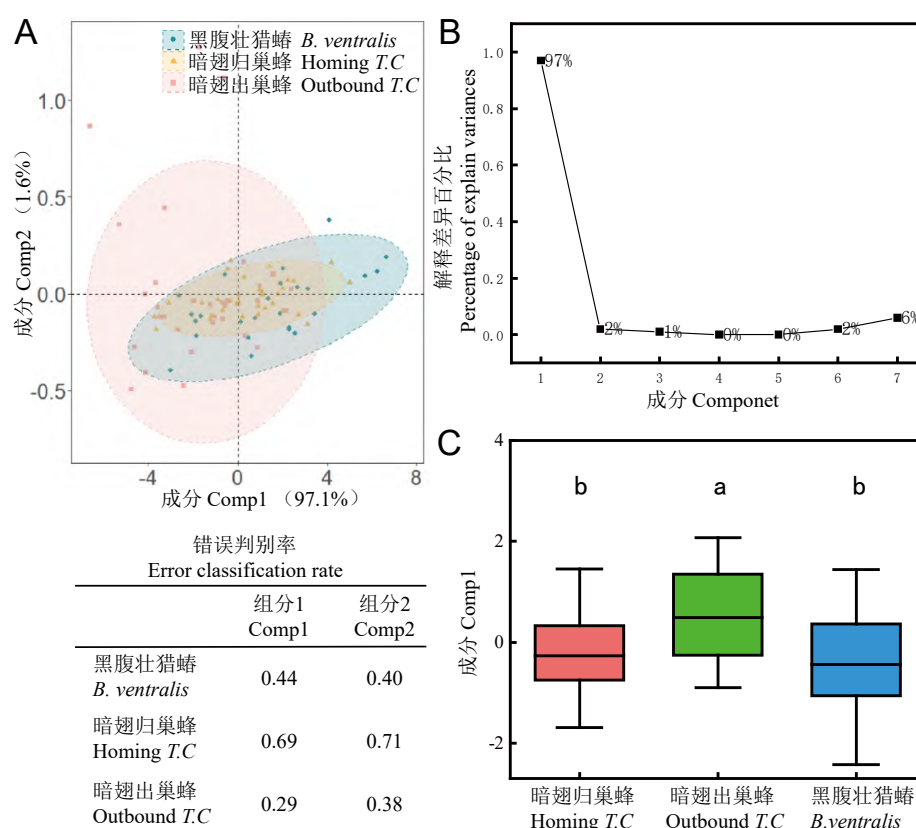 A
黑腹壮猎蝽 B. ventralis
暗翅归巢蜂 Homing T.C
暗翅出巢蜂 Outbound T.C
1.0
0.5
0.0
-0.5
成分 Comp2 （1.6%）
-4
0
4
8
成分 Comp1 （97.1%）
B
1.0
0.8
0.6
0.4
0.2
0.0
解释差异百分比
Percentage of explain variances
97%
2%
1%
0%
0%
2%
6%
1
2
3
4
5
6
7
成分 Componet
错误判别率
Error classification rate
组分1 组分2
Comp1 Comp2
黑腹壮猎蝽
B. ventralis
0.44 0.40
暗翅归巢蜂
Homing T.C
0.69 0.71
暗翅出巢蜂
Outbound T.C
0.29 0.38
C
4
2
0
-2
成分 Comp1
b
a
b
暗翅归巢蜂 暗翅出巢蜂 黑腹壮猎蝽
Homing T.C Outbound T.C B.ventralis